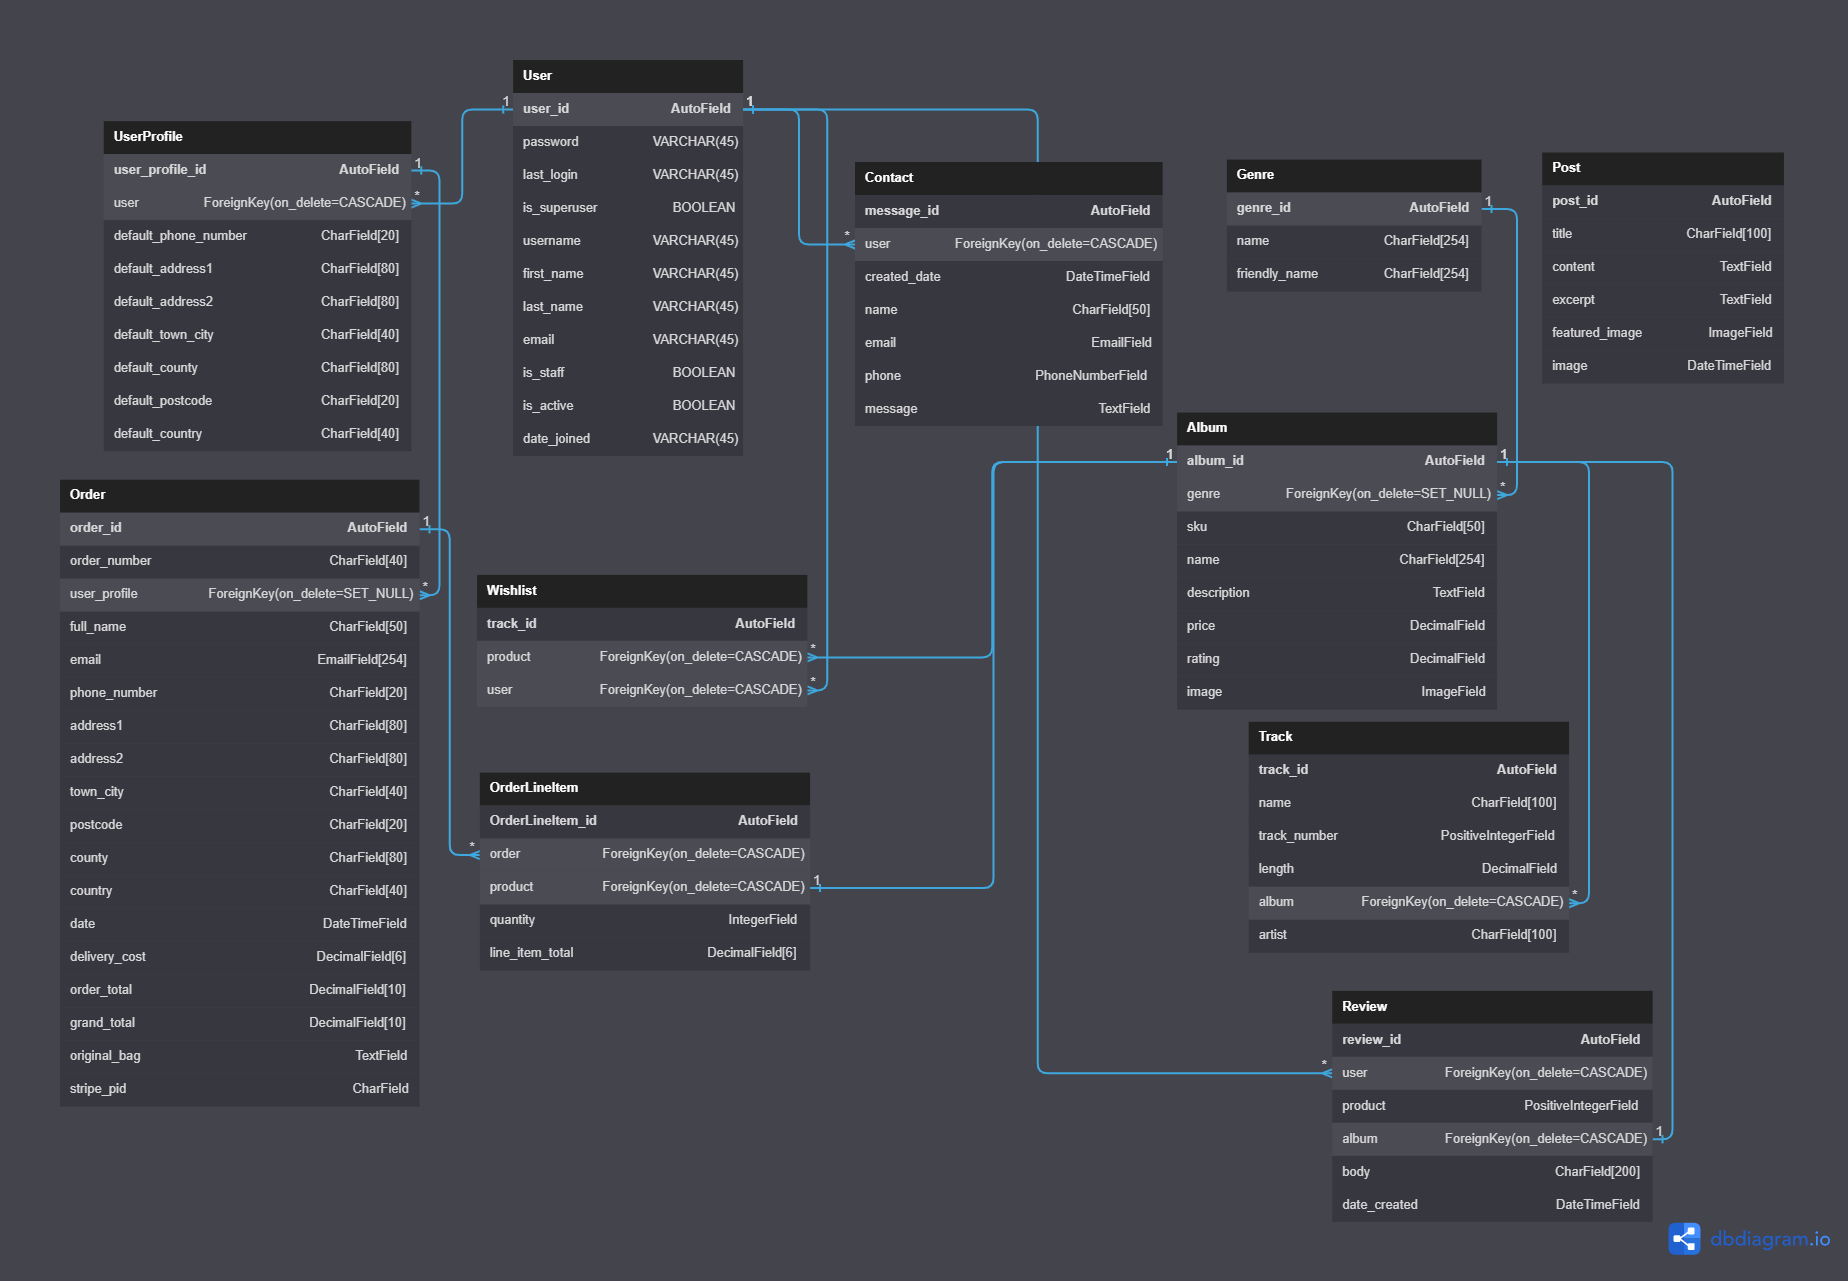 User
1 user_id AutoField 1
password VARCHAR(45)
last_login VARCHAR(45)
is_superuser BOOLEAN
username VARCHAR(45)
first_name VARCHAR(45)
last_name VARCHAR(45)
email VARCHAR(45)
is_staff BOOLEAN
is_active BOOLEAN
date_joined VARCHAR(45)
UserProfile
user_profile_id AutoField 1
user ForeignKey(on_delete=CASCADE) *
default_phone_number CharField[20]
default_address1 CharField[80]
default_address2 CharField[80]
default_town_city CharField[40]
default_county CharField[80]
default_postcode CharField[20]
default_country CharField[40]
Contact
message_id AutoField
* user ForeignKey(on_delete=CASCADE)
created_date DateTimeField
name CharField[50]
email EmailField
phone PhoneNumberField
message TextField
Genre
genre_id AutoField 1
name CharField[254]
friendly_name CharField[254]
Post
post_id AutoField
title CharField[100]
content TextField
excerpt TextField
featured_image ImageField
image DateTimeField
Album
1 album_id AutoField 1
genre ForeignKey(on_delete=SET_NULL) *
sku CharField[50]
name CharField[254]
description TextField
price DecimalField
rating DecimalField
image ImageField
Order
order_id AutoField 1
order_number CharField[40]
user_profile ForeignKey(on_delete=SET_NULL) *
full_name CharField[50]
email EmailField[254]
phone_number CharField[20]
address1 CharField[80]
address2 CharField[80]
town_city CharField[40]
postcode CharField[20]
county CharField[80]
country CharField[40]
date DateTimeField
delivery_cost DecimalField[6]
order_total DecimalField[10]
grand_total DecimalField[10]
original_bag TextField
stripe_pid CharField
Wishlist
track_id AutoField
product ForeignKey(on_delete=CASCADE) *
user ForeignKey(on_delete=CASCADE) *
OrderLineItem
OrderLineItem_id AutoField
* order ForeignKey(on_delete=CASCADE)
product ForeignKey(on_delete=CASCADE) 1
quantity IntegerField
line_item_total DecimalField[6]
Track
track_id AutoField
name CharField[100]
track_number PositiveIntegerField
length DecimalField
album ForeignKey(on_delete=CASCADE) *
artist CharField[100]
Review
review_id AutoField
* user ForeignKey(on_delete=CASCADE)
product PositiveIntegerField
album ForeignKey(on_delete=CASCADE) 1
body CharField[200]
date_created DateTimeField
dbdiagram.io